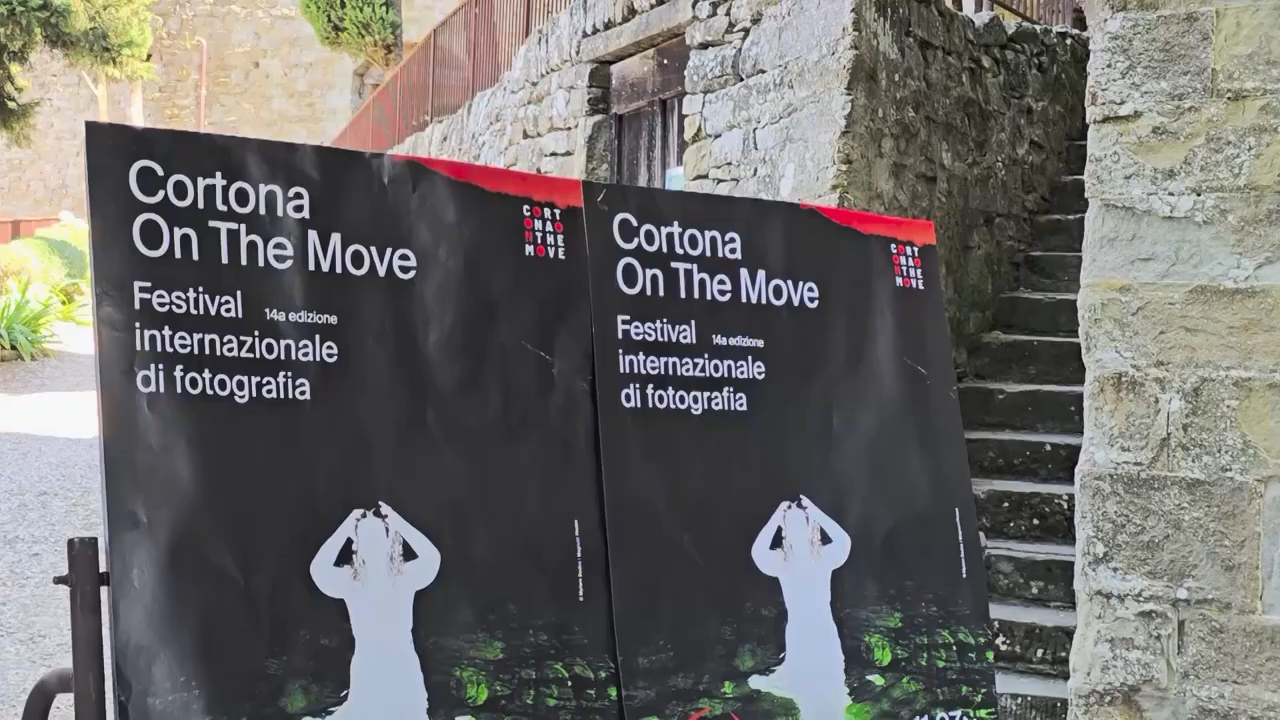 Cortona
On The Move
Festival 14a edizione
internazionale
di fotografia
CORT
ONAO
NTHE
MOVE
Cortona
On The Move
Festival 14a edizione
internazionale
di fotografia
CORT
ONAO
NTHE
MOVE